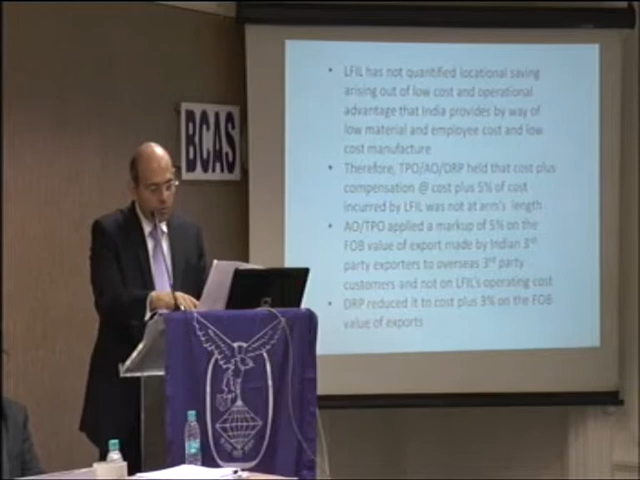 BCAS
• LFIL has not quantified locational saving
arising out of low cost and operational
advantage that India provides by way of
low material and employee cost and low
cost manufacture
• Therefore, TPO/AO/DRP held that cost plus
compensation @ cost plus 5% of cost
incurred by LFIL was not at arm's length
• AO/TPO applied a markup of 5% on the
FOB value of export made by Indian 3rd
party exporters to overseas 3rd party
customers and not on LFIL's operating cost
• DRP reduced it to cost plus 3% on the FOB
value of exports